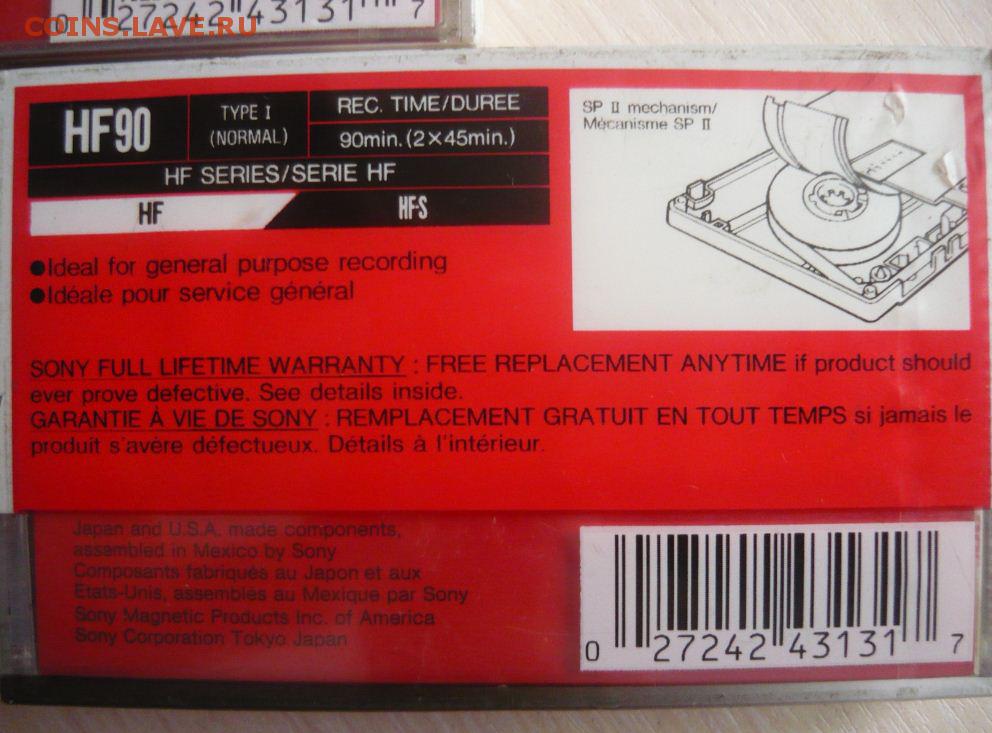 COINS.LAVE.RU
0 27242 43131 7
HF90
TYPE I
(NORMAL)
REC. TIME/DUREE
90min. (2×45min.)
HF SERIES/SERIE HF
HF
HF-S
SP II mechanism/
Mécanisme SP II
●Ideal for general purpose recording
●Idéale pour service général
SONY FULL LIFETIME WARRANTY : FREE REPLACEMENT ANYTIME if product should
ever prove defective. See details inside.
GARANTIE À VIE DE SONY : REMPLACEMENT GRATUIT EN TOUT TEMPS si jamais le
produit s'avère défectueux. Détails à l'intérieur.
Japan and U.S.A. made components,
assembled in Mexico by Sony
Composants fabriqués au Japon et aux
Etats-Unis, assemblés au Mexique par Sony
Sony Magnetic Products Inc. of America
Sony Corporation Tokyo Japan
0 27242 43131 7